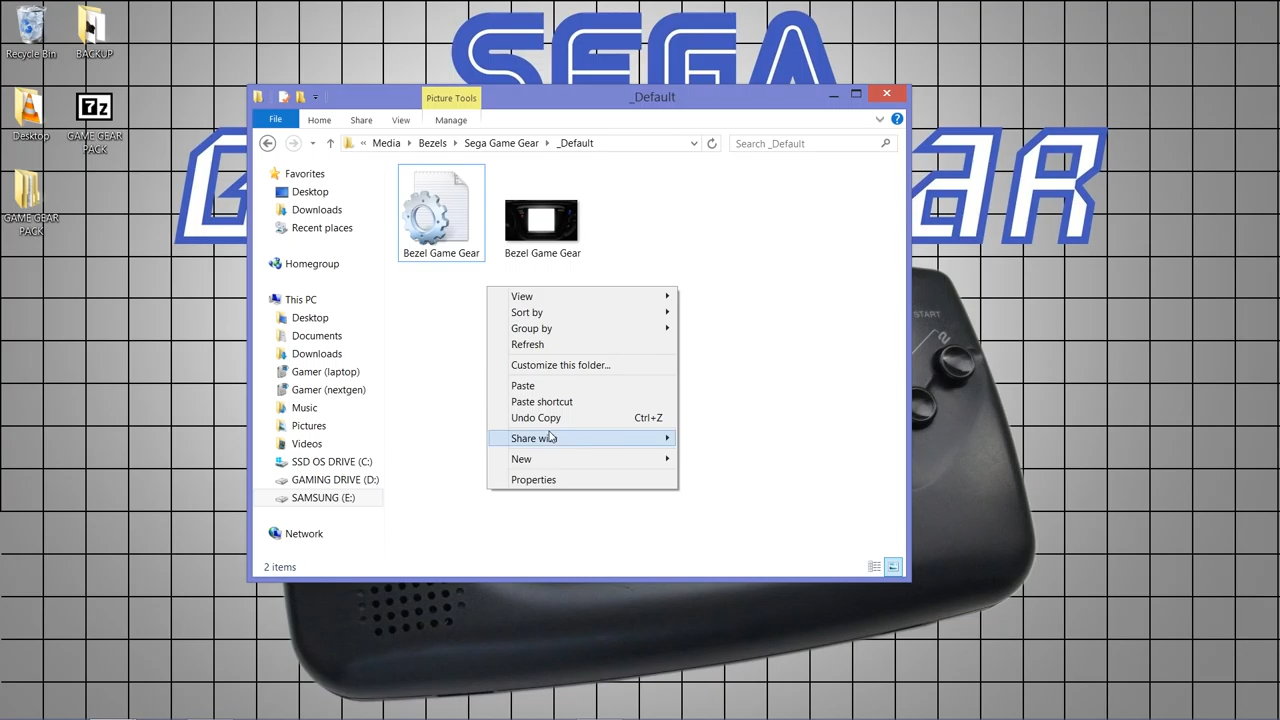 SEGA
Recycle Bin
BACKUP
Desktop
GAME GEAR
PACK
GAME GEAR
PACK
Picture Tools
_Default
File
Home
Share
View
Manage
Media
Bezels
Sega Game Gear
_Default
Search _Default
Favorites
Desktop
Downloads
Recent places
Homegroup
This PC
Desktop
Documents
Downloads
Gamer (laptop)
Gamer (nextgen)
Music
Pictures
Videos
SSD OS DRIVE (C:)
GAMING DRIVE (D:)
SAMSUNG (E:)
Network
Bezel Game Gear
Bezel Game Gear
View
Sort by
Group by
Refresh
Customize this folder...
Paste
Paste shortcut
Undo Copy Ctrl+Z
Share
New
Properties
2 items
START
2